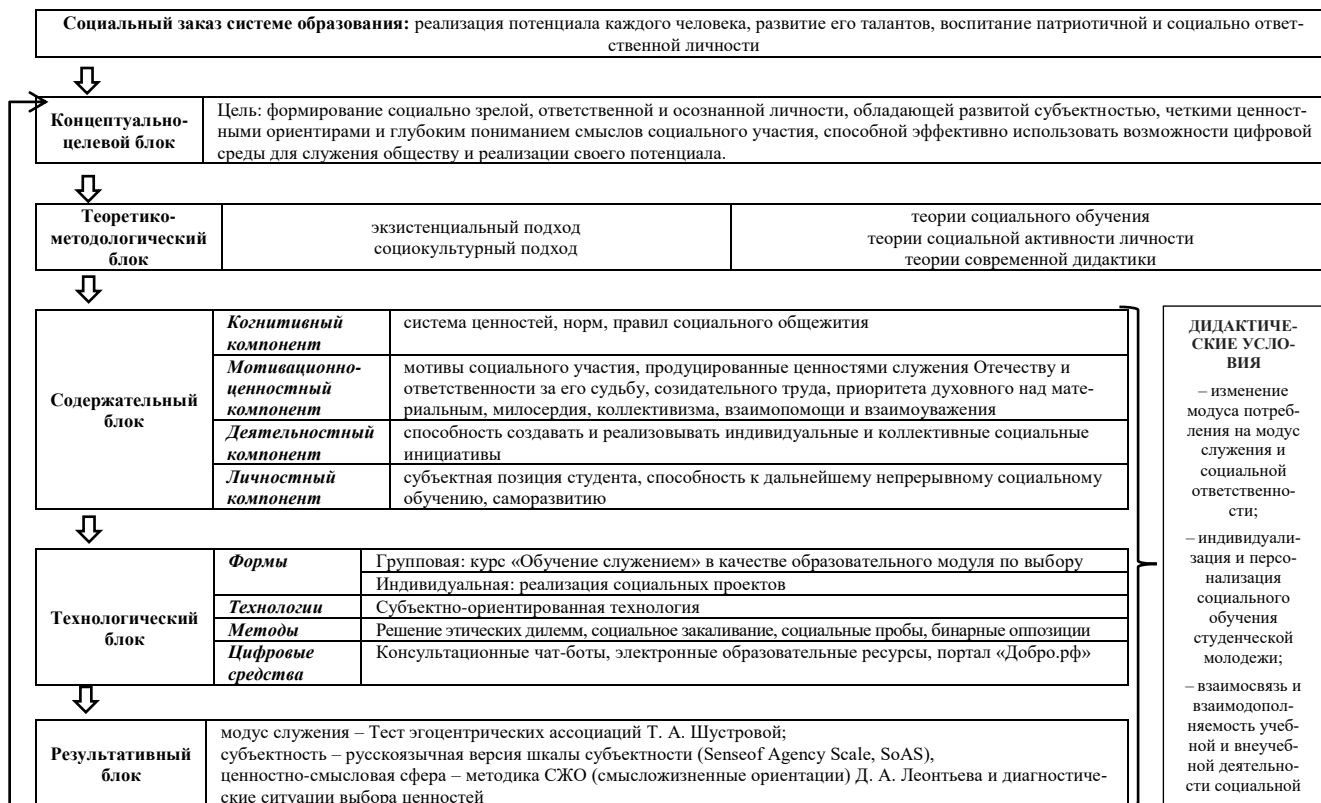 Социальный заказ системе образования: реализация потенциала каждого человека, развитие его талантов, воспитание патриотичной и социально ответ-
ственной личности
Концептуально-
целевой блок
Цель: формирование социально зрелой, ответственной и осознанной личности, обладающей развитой субъектностью, четкими ценност-
ными ориентирами и глубоким пониманием смыслов социального участия, способной эффективно использовать возможности цифровой
среды для служения обществу и реализации своего потенциала.
Теоретико-
методологический
блок
экзистенциальный подход
социокультурный подход
теории социального обучения
теории социальной активности личности
теории современной дидактики
Содержательный
блок
Когнитивный
компонент
система ценностей, норм, правил социального общежития
Мотивационно-
ценностный
компонент
мотивы социального участия, продуцированные ценностями служения Отечеству и
ответственности за его судьбу, созидательного труда, приоритета духовного над мате-
риальным, милосердия, коллективизма, взаимопомощи и взаимоуважения
Деятельностный
компонент
способность создавать и реализовывать индивидуальные и коллективные социальные
инициативы
Личностный
компонент
субъектная позиция студента, способность к дальнейшему непрерывному социальному
обучению, саморазвитию
Технологический
блок
Формы
Групповая: курс «Обучение служением» в качестве образовательного модуля по выбору
Индивидуальная: реализация социальных проектов
Технологии
Субъектно-ориентированная технология
Методы
Решение этических дилемм, социальное закаливание, социальные пробы, бинарные оппозиции
Цифровые
средства
Консультационные чат-боты, электронные образовательные ресурсы, портал «Добро.рф»
Результативный
блок
модус служения – Тест эгоцентрических ассоциаций Т. А. Шустровой;
субъектность – русскоязычная версия шкалы субъектности (Senseof Agency Scale, SoAS),
ценностно-смысловая сфера – методика СЖО (смысложизненные ориентации) Д. А. Леонтьева и диагностиче-
ские ситуации выбора ценностей
ДИДАКТИЧЕ-
СКИЕ УСЛО-
ВИЯ
– изменение
модуса потреб-
ления на модус
служения и
социальной
ответственно-
сти;
– индивидуали-
зация и персо-
нализация
социального
обучения
студенческой
молодежи;
– взаимосвязь и
взаимодопол-
няемость учеб-
ной и внеучеб-
ной деятельно-
сти социальной